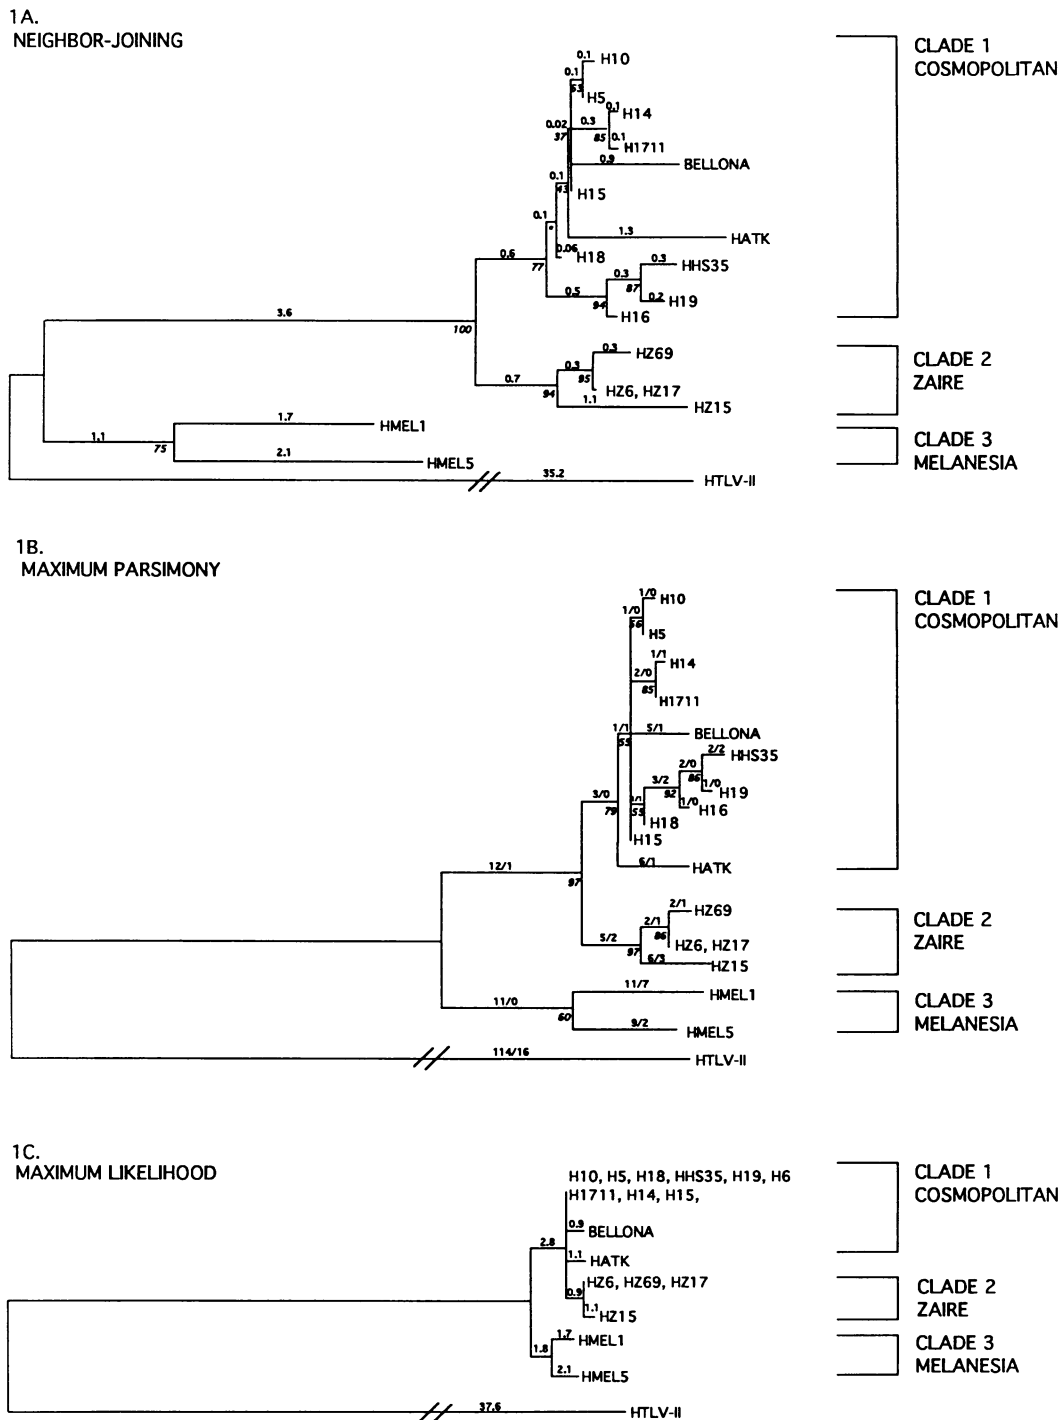 1A.
NEIGHBOR-JOINING
CLADE 1
COSMOPOLITAN
0.1
H10
0.1
53
H5
0.1
H14
0.02
0.3
37
85
0.1
H1711
0.9
BELLONA
0.1
43
H15
0.1
*
1.3
HATK
0.6
0.06
H18
77
0.3
HHS35
0.3
87
0.5
0.2
H19
94
H16
3.6
100
0.3
HZ69
CLADE 2
ZAIRE
0.3
95
0.7
HZ6, HZ17
94
1.1
HZ15
1.7
HMEL1
CLADE 3
MELANESIA
1.1
75
2.1
HMEL5
35.2
HTLV-II
1B.
MAXIMUM PARSIMONY
CLADE 1
COSMOPOLITAN
1/0
H10
1/0
56
H5
1/1
H14
2/0
85
H1711
1/1
5/1
BELLONA
55
2/2
HHS35
2/0
86
3/2
1/0
H19
92
3/0
1/1
1/0
H16
79
55
H18
H15
12/1
6/1
HATK
97
2/1
HZ69
CLADE 2
ZAIRE
2/1
86
5/2
HZ6, HZ17
97
6/3
HZ15
11/7
HMEL1
CLADE 3
MELANESIA
11/0
60
9/2
HMEL5
114/16
HTLV-II
1C.
MAXIMUM LIKELIHOOD
H10, H5, H18, HHS35, H19, H6
H1711, H14, H15,
CLADE 1
COSMOPOLITAN
0.9
BELLONA
2.8
1.1
HATK
HZ6, HZ69, HZ17
CLADE 2
ZAIRE
0.9
1.1
HZ15
1.7
HMEL1
CLADE 3
MELANESIA
1.8
2.1
HMEL5
37.6
HTLV-II